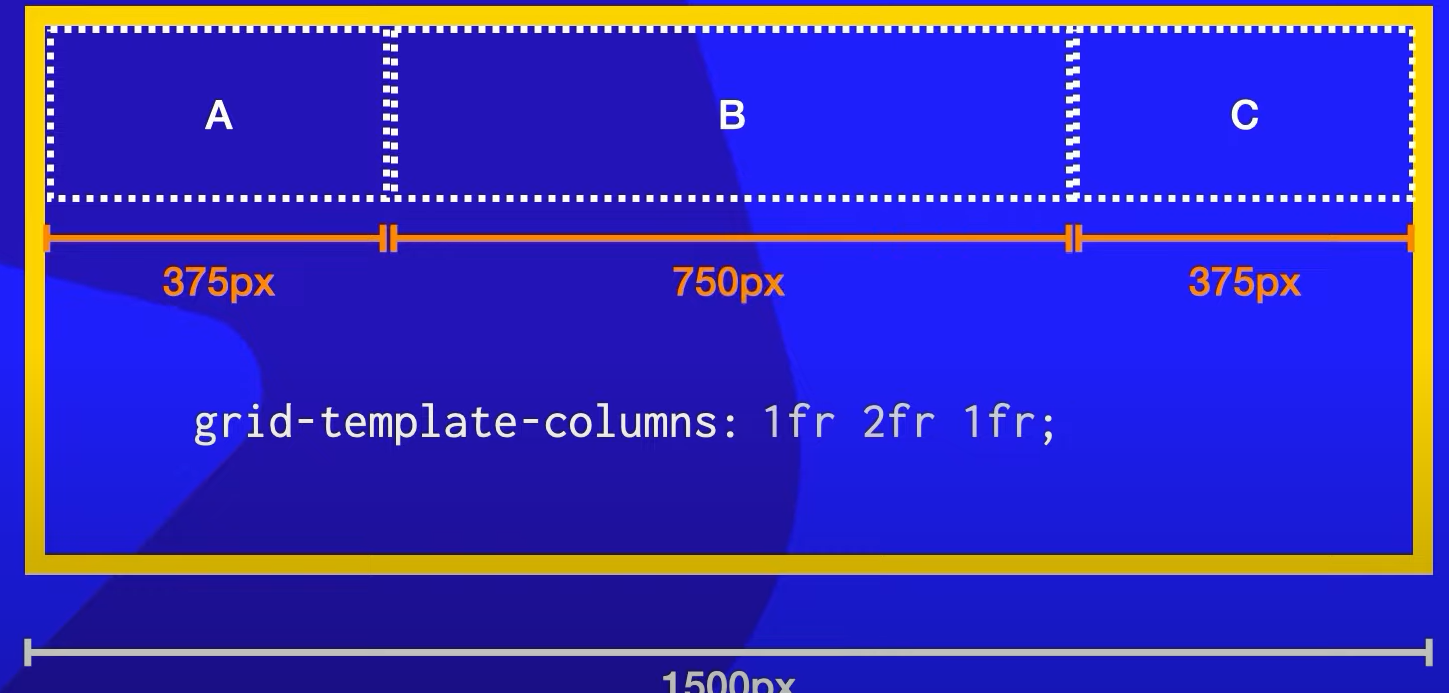 A B C
375px 750px 375px
grid-template-columns: 1fr 2fr 1fr;
1500px